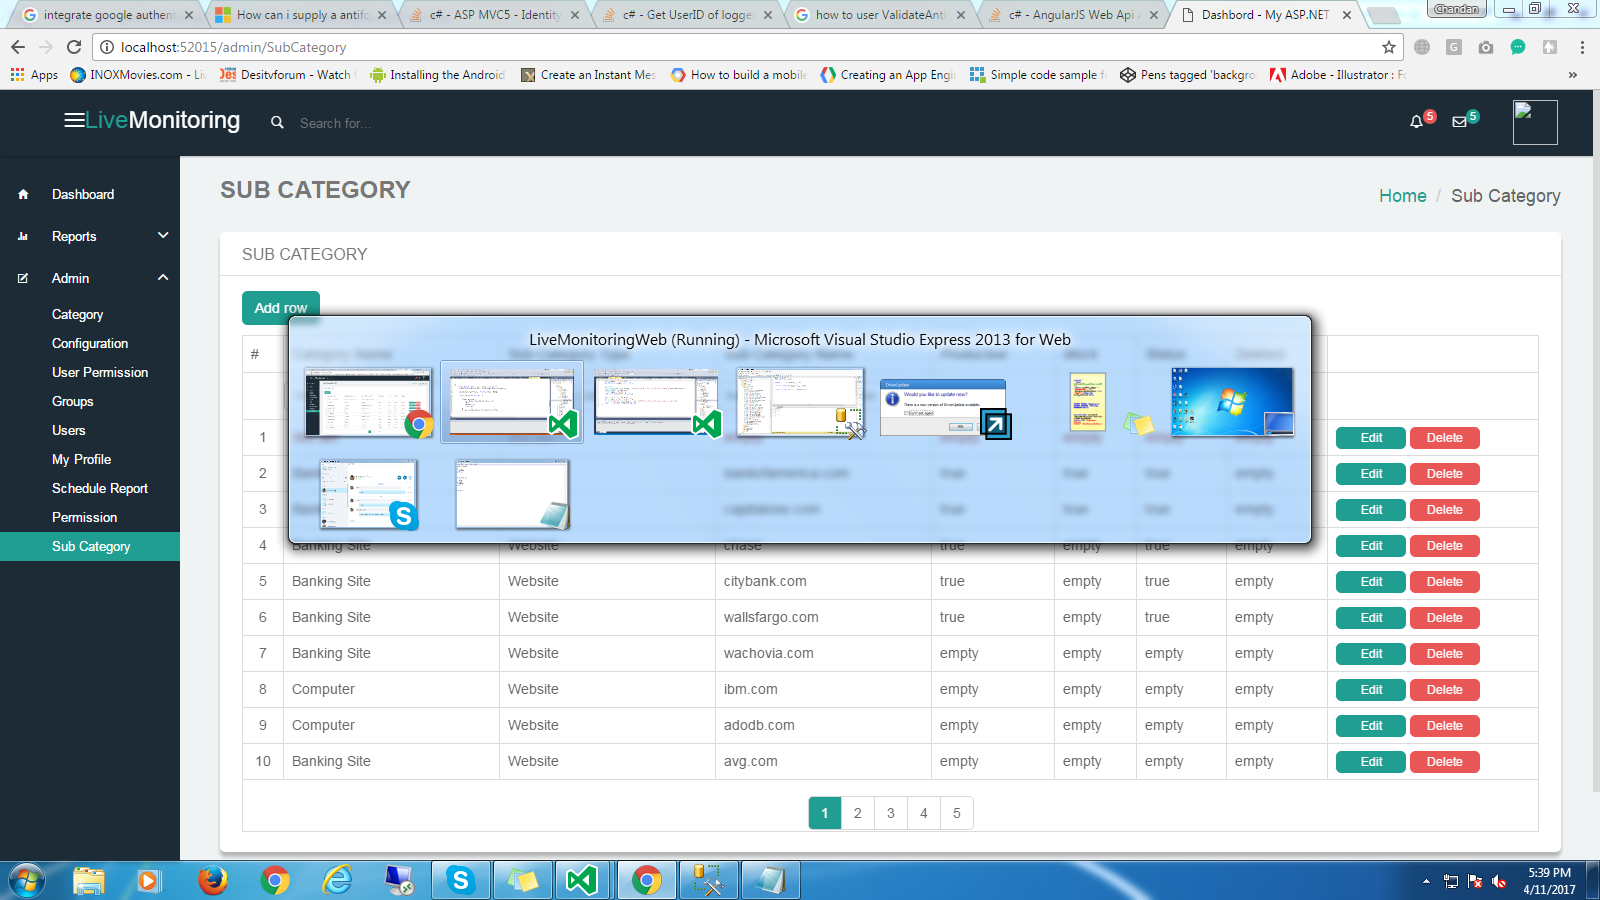 integrate google authent
How can i supply a antifo
c# - ASP MVC5 - Identity
c# - Get UserID of logge
how to user ValidateAnti
c# - AngularJS Web Api
Dashbord - My ASP.NET
Chandan
localhost:52015/admin/SubCategory
Apps
INOXMovies.com - Liv
Desitvforum - Watch
Installing the Android
Create an Instant Mes
How to build a mobile
Creating an App Engi
Simple code sample f
Pens tagged 'backgro
Adobe - Illustrator : Fo
»
LiveMonitoring
Search for...
5
5
Dashboard
Reports
Admin
Category
Configuration
User Permission
Groups
Users
My Profile
Schedule Report
Permission
Sub Category
SUB CATEGORY
Home / Sub Category
SUB CATEGORY
Add row
LiveMonitoringWeb (Running) - Microsoft Visual Studio Express 2013 for Web
#
Would you like to update now?
1 Edit Delete
2 true true true empty Edit Delete
3 true true true empty Edit Delete
4 Banking Site Website chase true empty true empty Edit Delete
5 Banking Site Website citybank.com true empty true empty Edit Delete
6 Banking Site Website wallsfargo.com true empty true empty Edit Delete
7 Banking Site Website wachovia.com empty empty empty empty Edit Delete
8 Computer Website ibm.com empty empty empty empty Edit Delete
9 Computer Website adodb.com empty empty empty empty Edit Delete
10 Banking Site Website avg.com empty empty empty empty Edit Delete
1 2 3 4 5
5:39 PM
4/11/2017